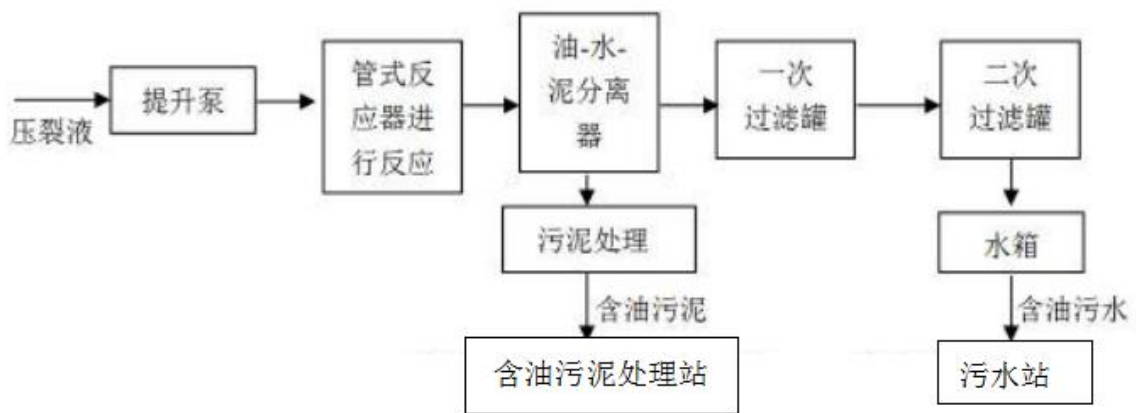 压裂液
提升泵
管式反
应器进
行反应
油-水-
泥分离
器
一次
过滤罐
二次
过滤罐
污泥处理
水箱
含油污泥
含油污水
含油污泥处理站
污水站